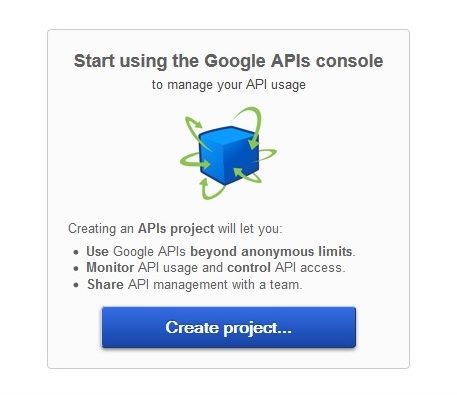 Start using the Google APIs console
to manage your API usage
Creating an APIs project will let you:
• Use Google APIs beyond anonymous limits.
• Monitor API usage and control API access.
• Share API management with a team.
Create project...